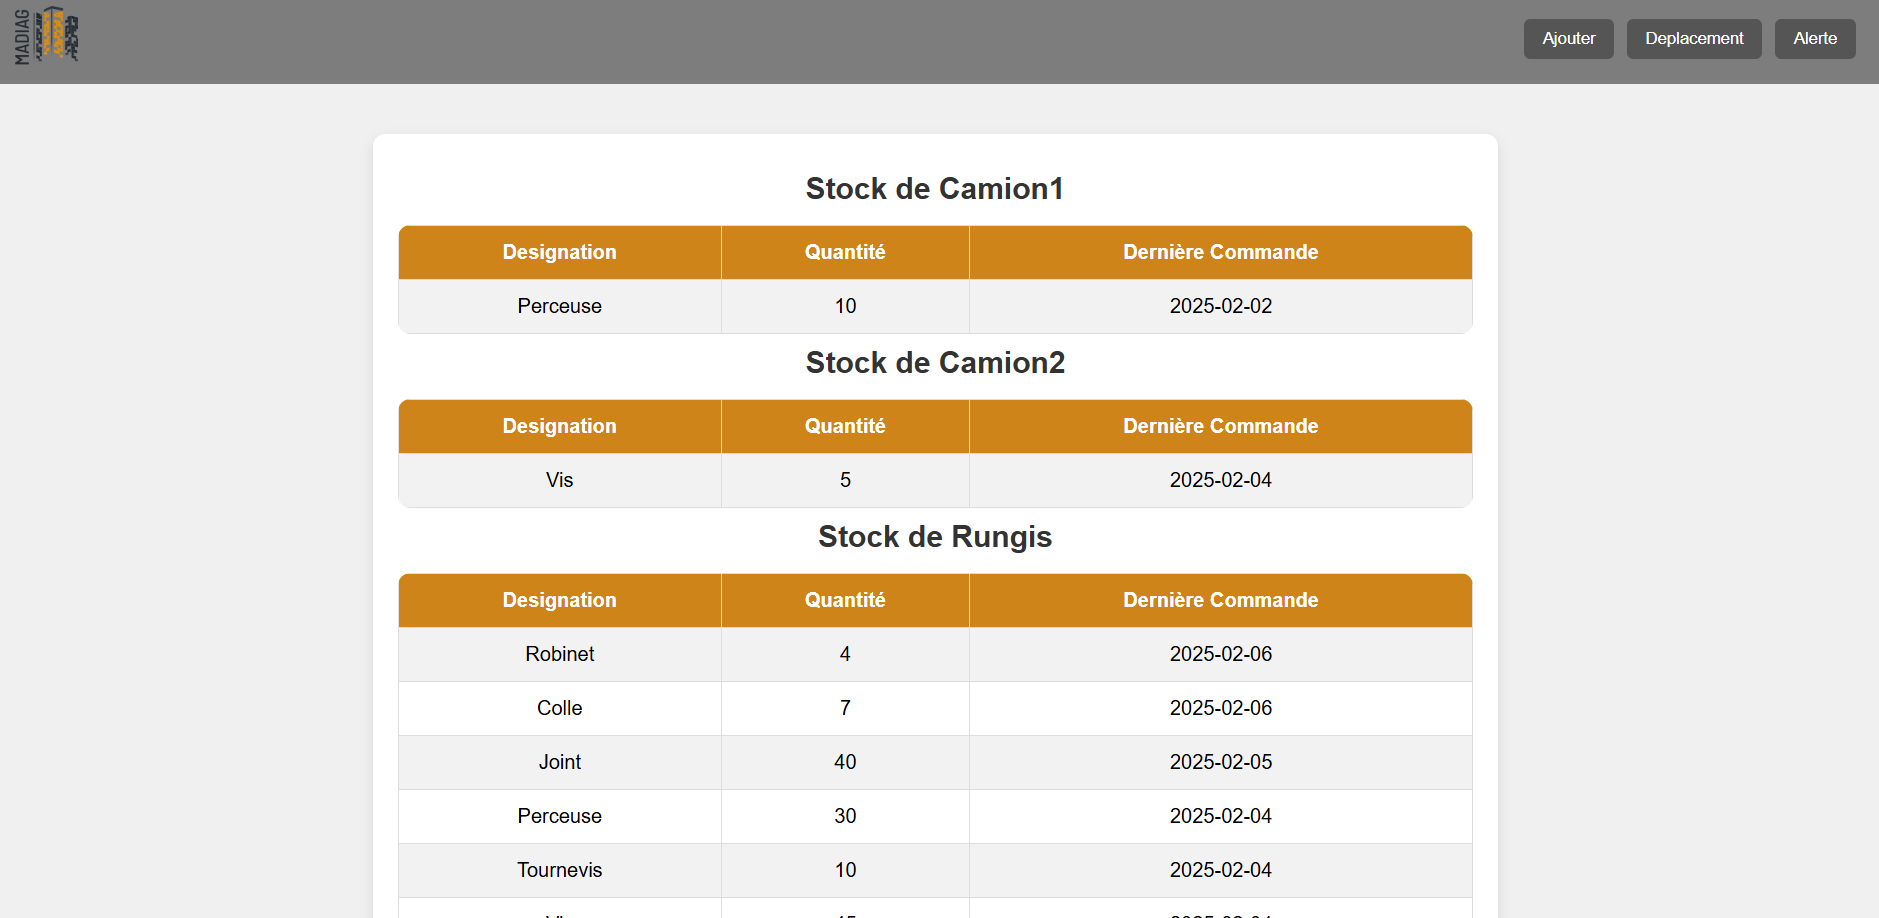 MADIAG
Ajouter Deplacement Alerte
Stock de Camion1
Designation Quantité Dernière Commande
Perceuse 10 2025-02-02
Stock de Camion2
Designation Quantité Dernière Commande
Vis 5 2025-02-04
Stock de Rungis
Designation Quantité Dernière Commande
Robinet 4 2025-02-06
Colle 7 2025-02-06
Joint 40 2025-02-05
Perceuse 30 2025-02-04
Tournevis 10 2025-02-04